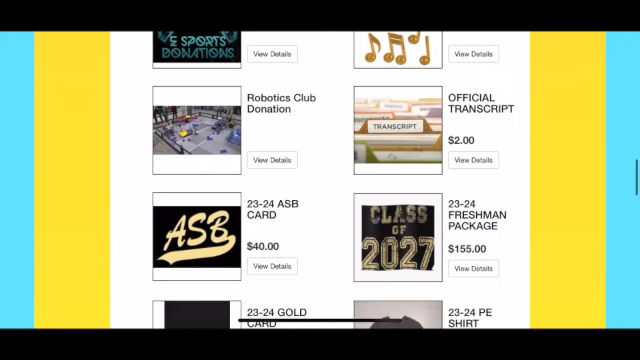 E SPORTS
DONATIONS
View Details
View Details
Robotics Club
Donation
View Details
TRANSCRIPT
OFFICIAL
TRANSCRIPT
$2.00
View Details
ASB
23-24 ASB
CARD
$40.00
View Details
CLASS
OF
2027
23-24
FRESHMAN
PACKAGE
$155.00
View Details
23-24 GOLD
CARD
23-24 PE
SHIRT